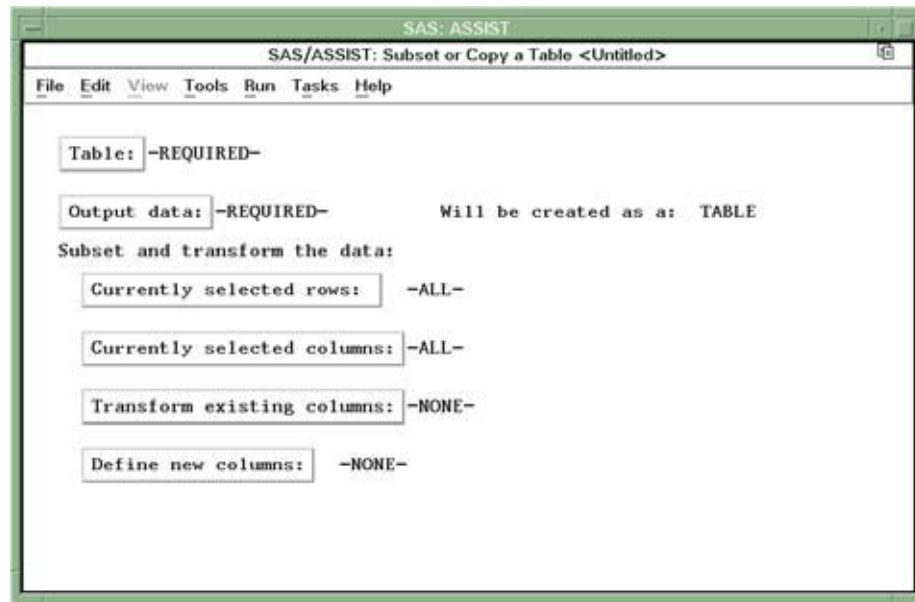 SAS: ASSIST
SAS/ASSIST: Subset or Copy a Table <Untitled>
File Edit View Tools Run Tasks Help
Table: -REQUIRED-
Output data: -REQUIRED- Will be created as a: TABLE
Subset and transform the data:
Currently selected rows: -ALL-
Currently selected columns: -ALL-
Transform existing columns: -NONE-
Define new columns: -NONE-